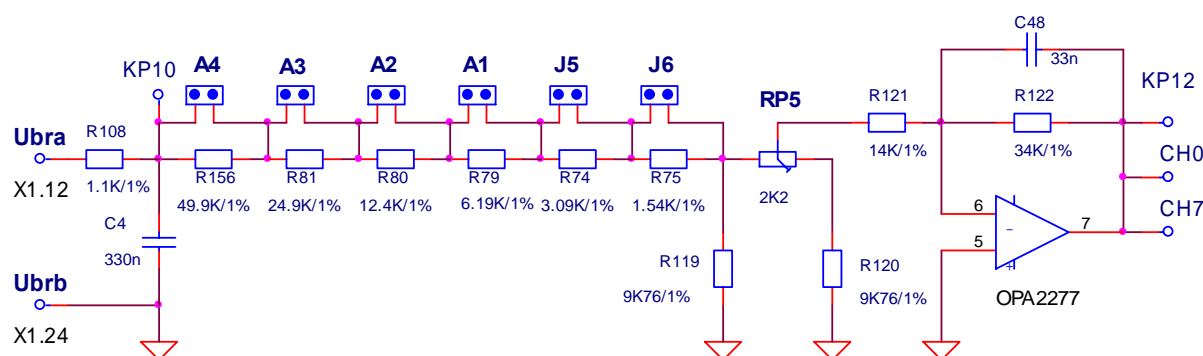 C48
33n
KP10
A4
A3
A2
A1
J5
J6
RP5
KP12
Ubra
R108
R121
R122
CH0
X1.12
1.1K/1%
R156
R81
R80
R79
R74
R75
14K/1%
34K/1%
49.9K/1%
24.9K/1%
12.4K/1%
6.19K/1%
3.09K/1%
1.54K/1%
2K2
CH7
C4
330n
6
5
7
−
+
Ubrb
X1.24
R119
9K76/1%
R120
9K76/1%
OPA2277